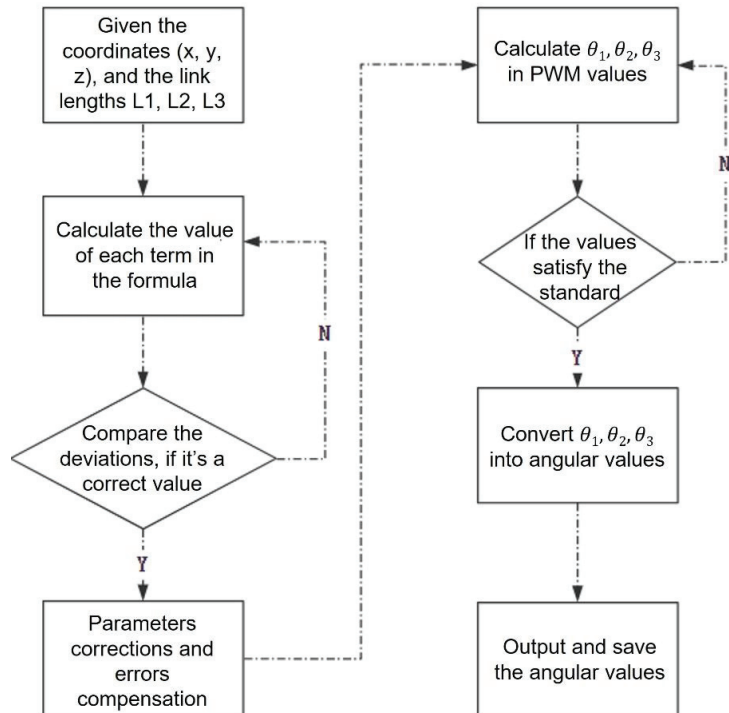 Given the
coordinates (x, y,
z), and the link
lengths L1, L2, L3
Calculate the value
of each term in
the formula
N
Compare the
deviations, if it's a
correct value
Y
Parameters
corrections and
errors
compensation
Calculate θ₁, θ₂, θ₃
in PWM values
N
If the values
satisfy the
standard
Y
Convert θ₁, θ₂, θ₃
into angular values
Output and save
the angular values